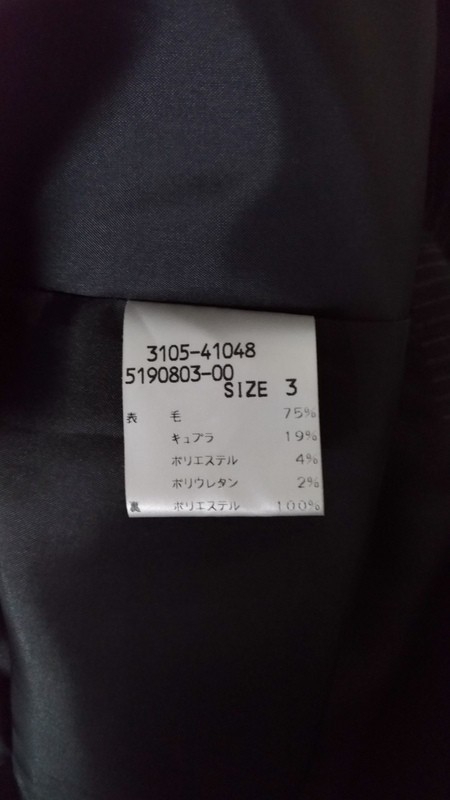 3105-41048
5190803-00
SIZE 3
表 毛 75%
キュプラ 19%
ポリエステル 4%
ポリウレタン 2%
裏 ポリエステル 100%